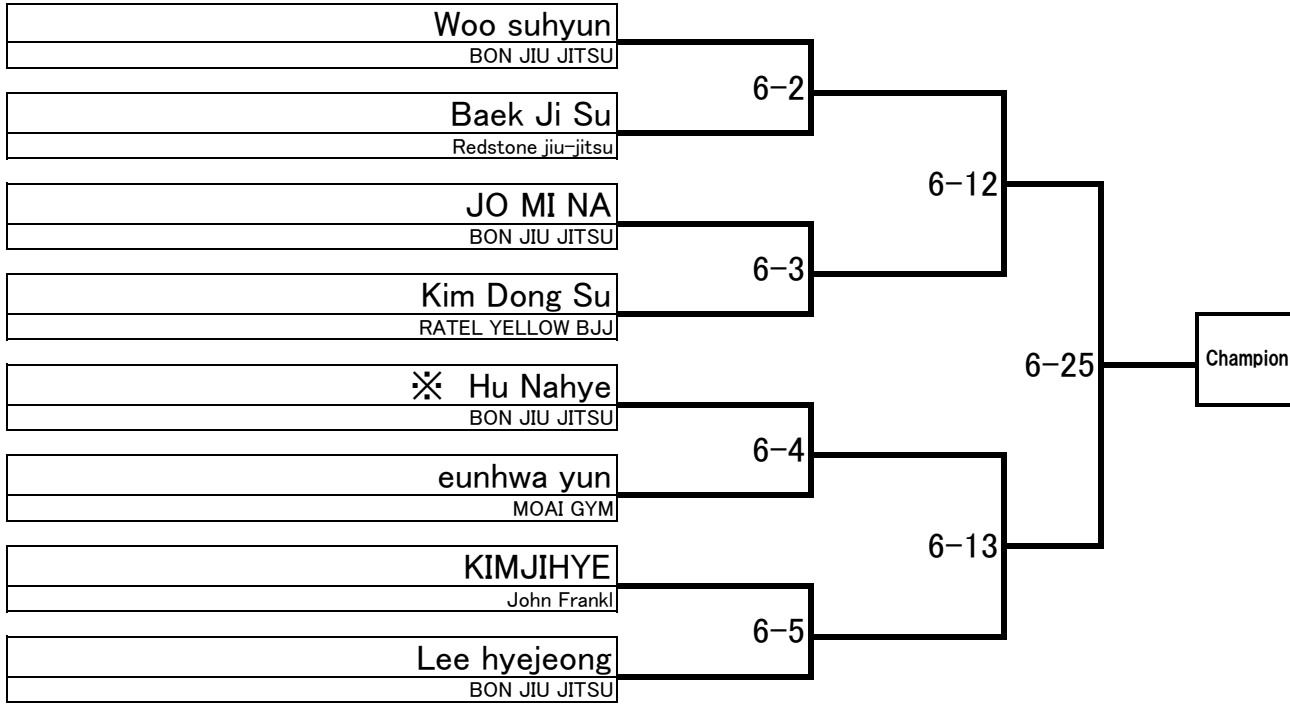 Woo suhyun
BON JIU JITSU
6-2
Baek Ji Su
Redstone jiu-jitsu
6-12
JO MI NA
BON JIU JITSU
6-3
Kim Dong Su
RATEL YELLOW BJJ
6-25
Champion
※ Hu Nahye
BON JIU JITSU
6-4
eunhwa yun
MOAI GYM
6-13
KIMJIHYE
John Frankl
6-5
Lee hyejeong
BON JIU JITSU